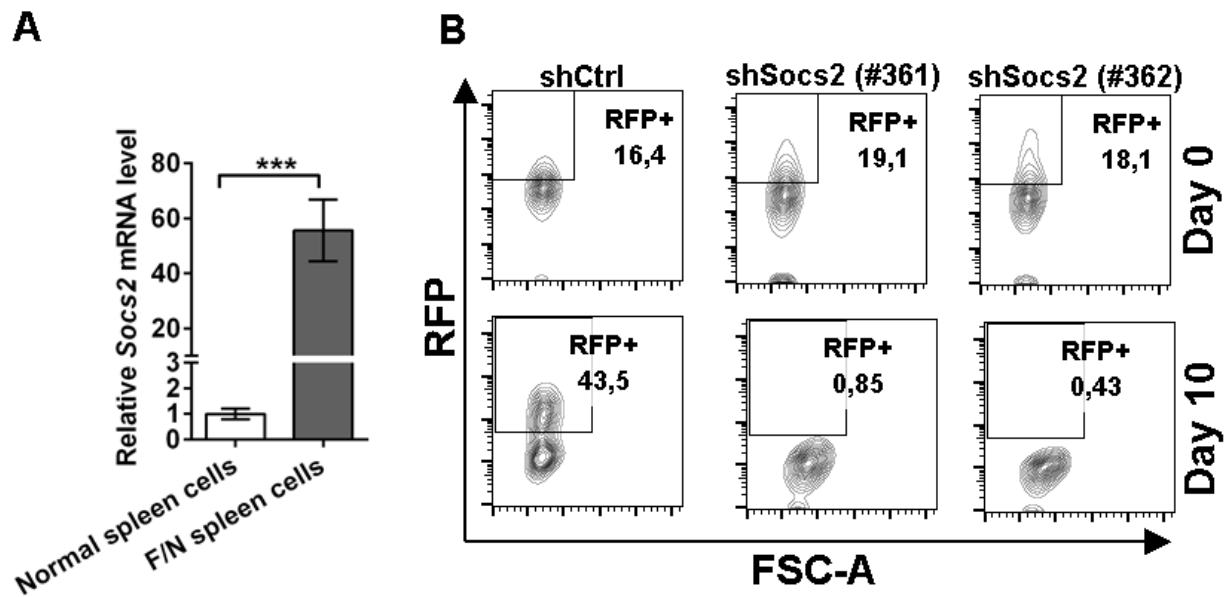 A
Relative Socs2 mRNA level
80
60
40
20
3
2
1
0
***
Normal spleen cells
F/N spleen cells
B
shCtrl
shSocs2 (#361)
shSocs2 (#362)
RFP+
16,4
RFP+
19,1
RFP+
18,1
Day 0
RFP+
43,5
RFP+
0,85
RFP+
0,43
Day 10
RFP
FSC-A